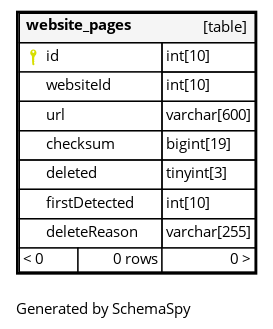 website_pages [table]
id int[10]
websiteId int[10]
url varchar[600]
checksum bigint[19]
deleted tinyint[3]
firstDetected int[10]
deleteReason varchar[255]
< 0 0 rows 0 >
Generated by SchemaSpy